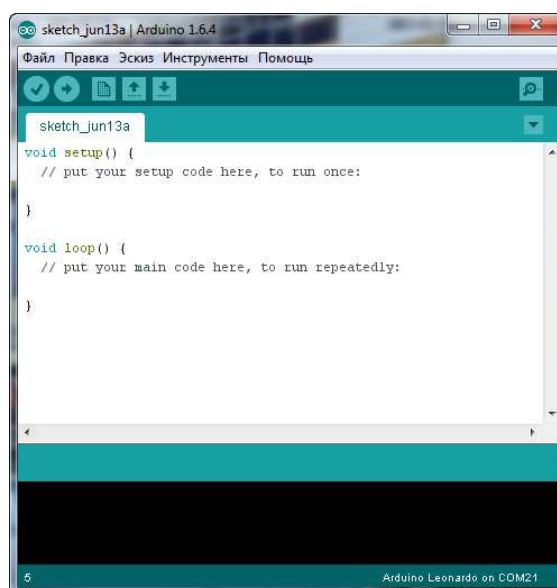 sketch_jun13a | Arduino 1.6.4
Файл Правка Эскиз Инструменты Помощь
sketch_jun13a
void setup() {
  // put your setup code here, to run once:
}
void loop() {
  // put your main code here, to run repeatedly:
}
5 Arduino Leonardo on COM21